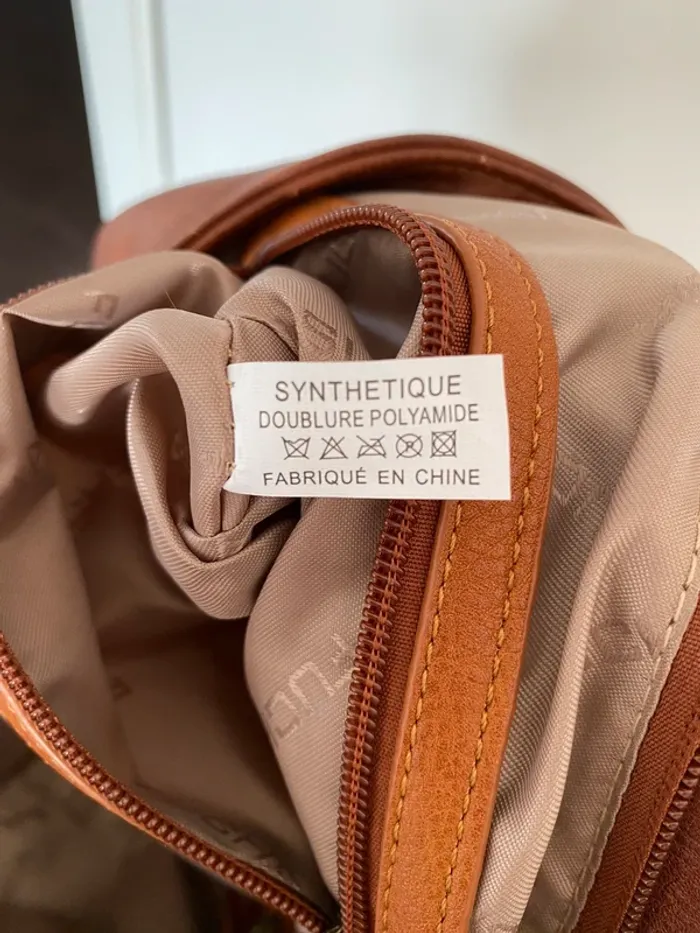 SYNTHETIQUE
DOUBLURE POLYAMIDE
FABRIQUÉ EN CHINE